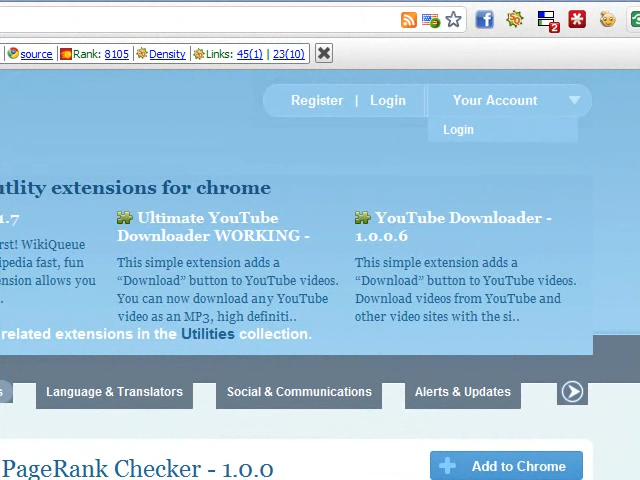 2
source Rank: 8105 Density Links: 45(1) | 23(10)
Register | Login Your Account
Login
utlity extensions for chrome
1.7
rst! WikiQueue
ipedia fast, fun
ension allows you
..
Ultimate YouTube
Downloader WORKING -
This simple extension adds a
“Download” button to YouTube videos.
You can now download any YouTube
video as an MP3, high definiti..
YouTube Downloader -
1.0.0.6
This simple extension adds a
“Download” button to YouTube videos.
Download videos from YouTube and
other video sites with the si..
related extensions in the Utilities collection.
s Language & Translators Social & Communications Alerts & Updates
PageRank Checker - 1.0.0
Add to Chrome